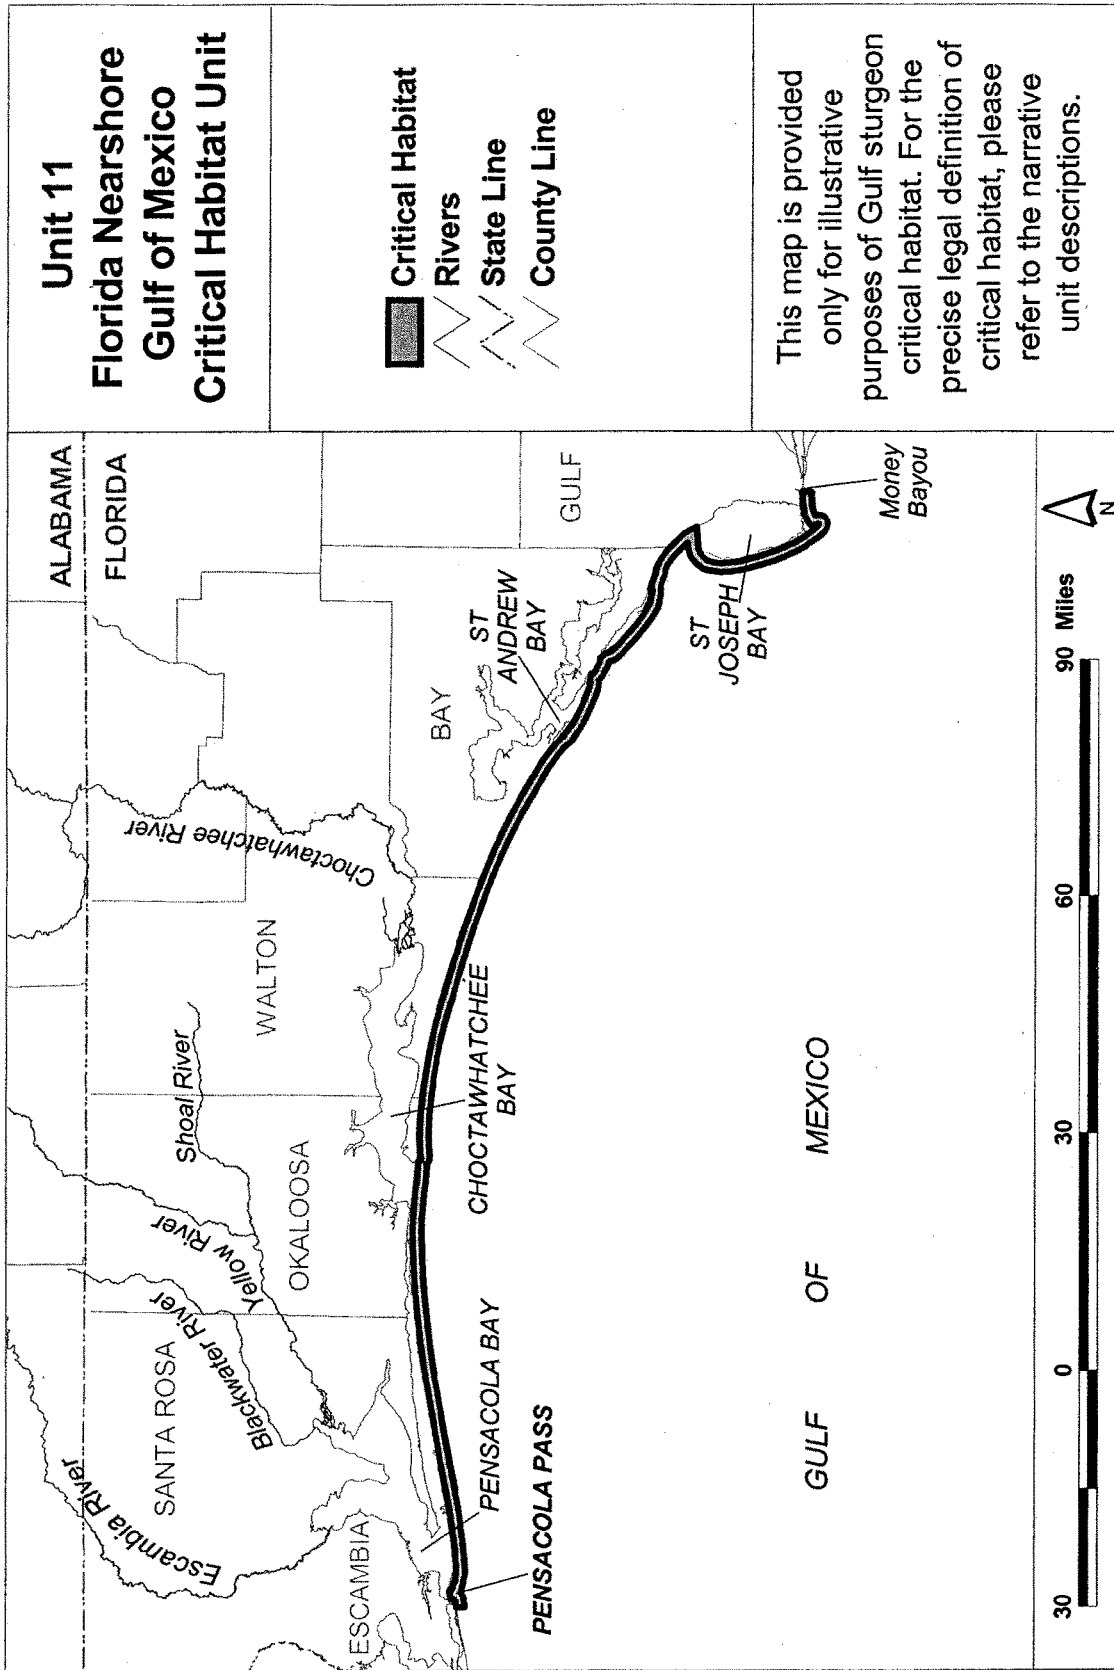 Unit 11
Florida Nearshore
Gulf of Mexico
Critical Habitat Unit
Critical Habitat
Rivers
State Line
County Line
This map is provided
only for illustrative
purposes of Gulf sturgeon
critical habitat. For the
precise legal definition of
critical habitat, please
refer to the narrative
unit descriptions.
ALABAMA
FLORIDA
Escambia River
SANTA ROSA
Blackwater River
Yellow River
Shoal River
OKALOOSA
WALTON
Choctawhatchee River
ESCAMBIA
BAY
GULF
ST
ANDREW
BAY
ST
JOSEPH
BAY
Money
Bayou
CHOCTAWHATCHEE
BAY
PENSACOLA BAY
PENSACOLA PASS
GULF OF MEXICO
30 0 30 60 90 Miles
N